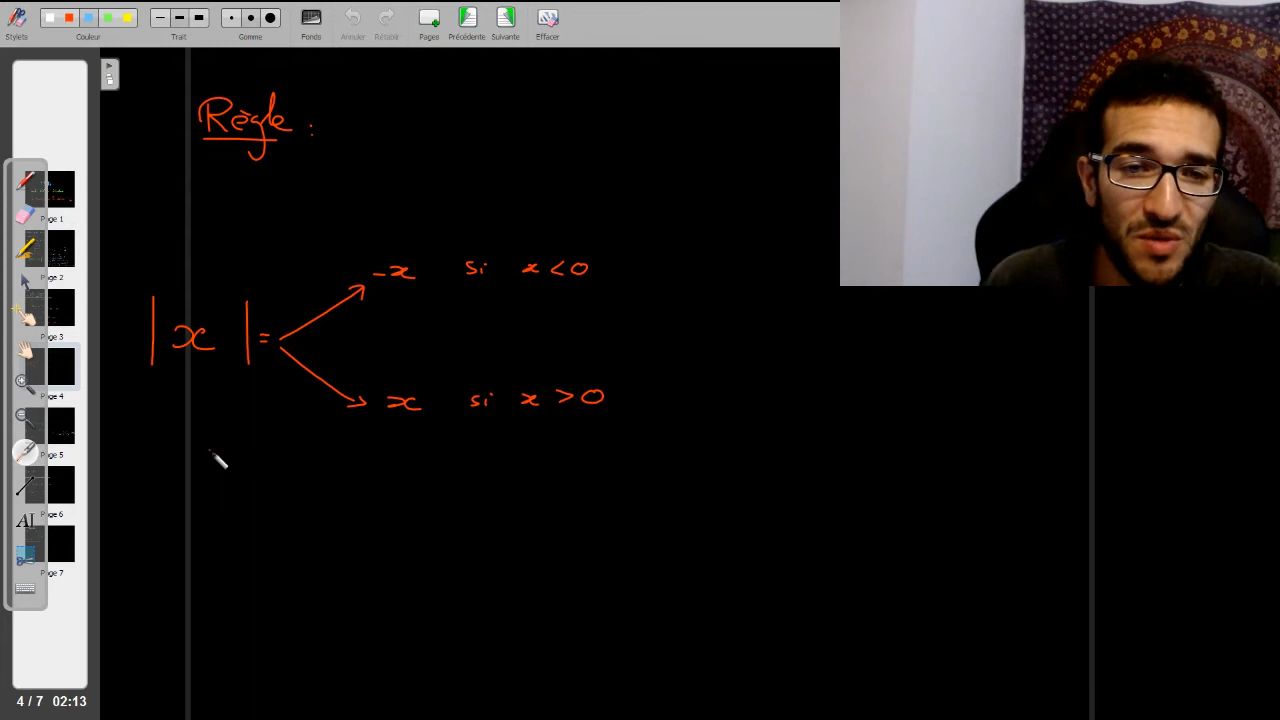 Stylets
Couleur
Trait
Gomme
Fonds
Annuler
Rétablir
Pages
Précédente
Suivante
Effacer
Règle :
-x si x < 0
|x| =
x si x > 0
Page 1
Page 2
Page 3
Page 4
Page 5
Page 6
Page 7
AI
4 / 7 02:13